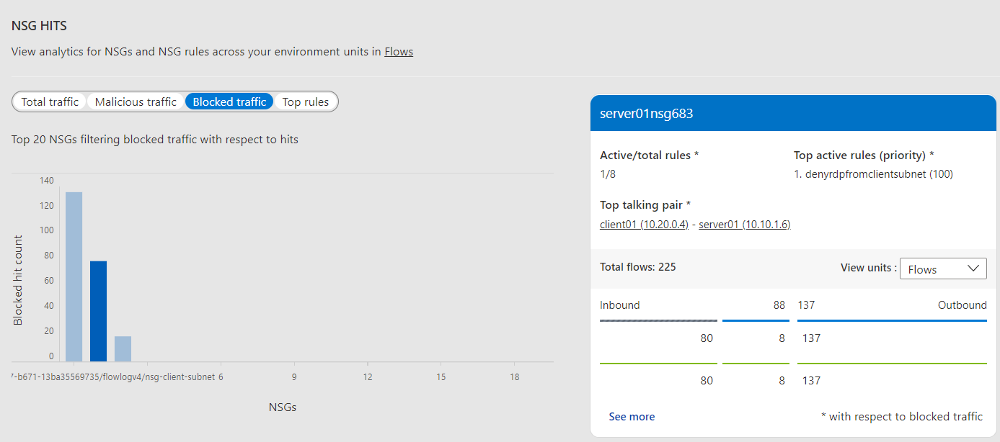 NSG HITS
View analytics for NSGs and NSG rules across your environment units in Flows
Total traffic Malicious traffic Blocked traffic Top rules
Top 20 NSGs filtering blocked traffic with respect to hits
140
120
100
80
60
40
20
0
Blocked hit count
7-b671-13ba35569735/flowlogv4/nsg-client-subnet 6 9 12 15 18
NSGs
server01nsg683
Active/total rules * Top active rules (priority) *
1/8 1. denyrdpfromclientsubnet (100)
Top talking pair *
client01 (10.20.0.4) - server01 (10.10.1.6)
Total flows: 225 View units : Flows
Inbound 88 137 Outbound
80 8 137
80 8 137
See more * with respect to blocked traffic